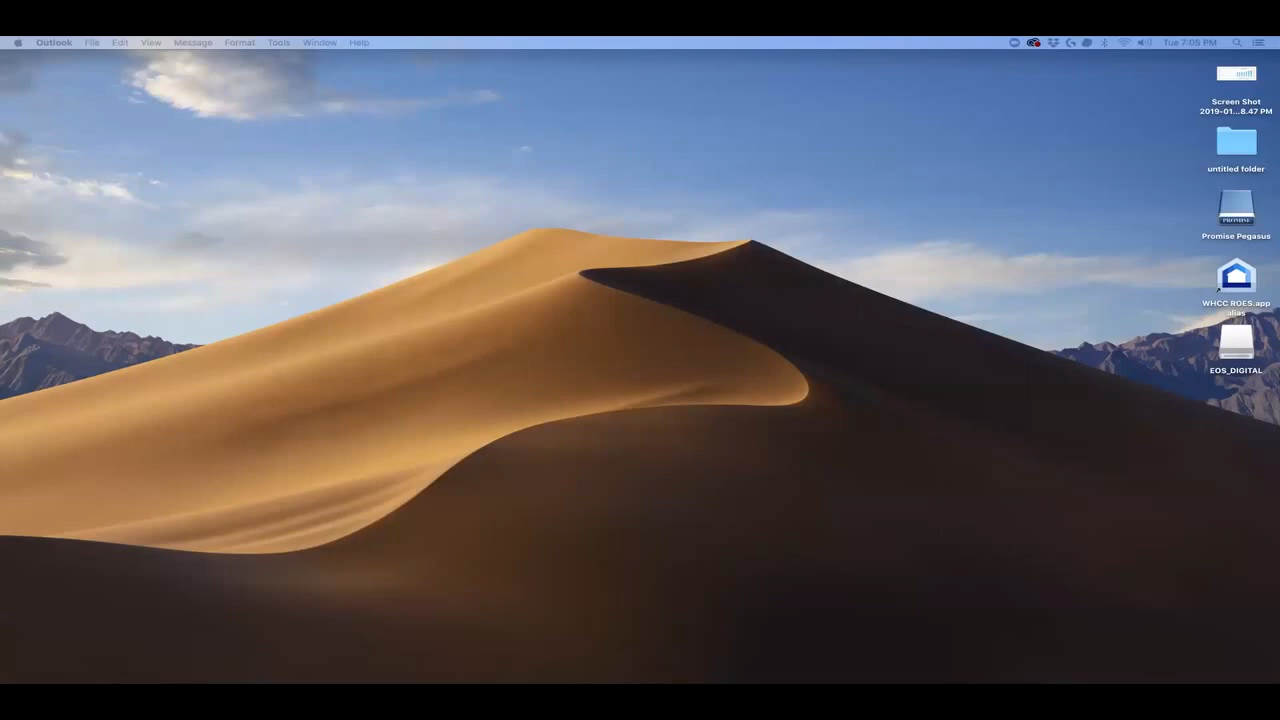 Outlook File Edit View Message Format Tools Window Help Tue 7:05 PM
Screen Shot
2019-01...8.47 PM
untitled folder
PROMISE
Promise Pegasus
WHCC ROES.app
alias
EOS_DIGITAL